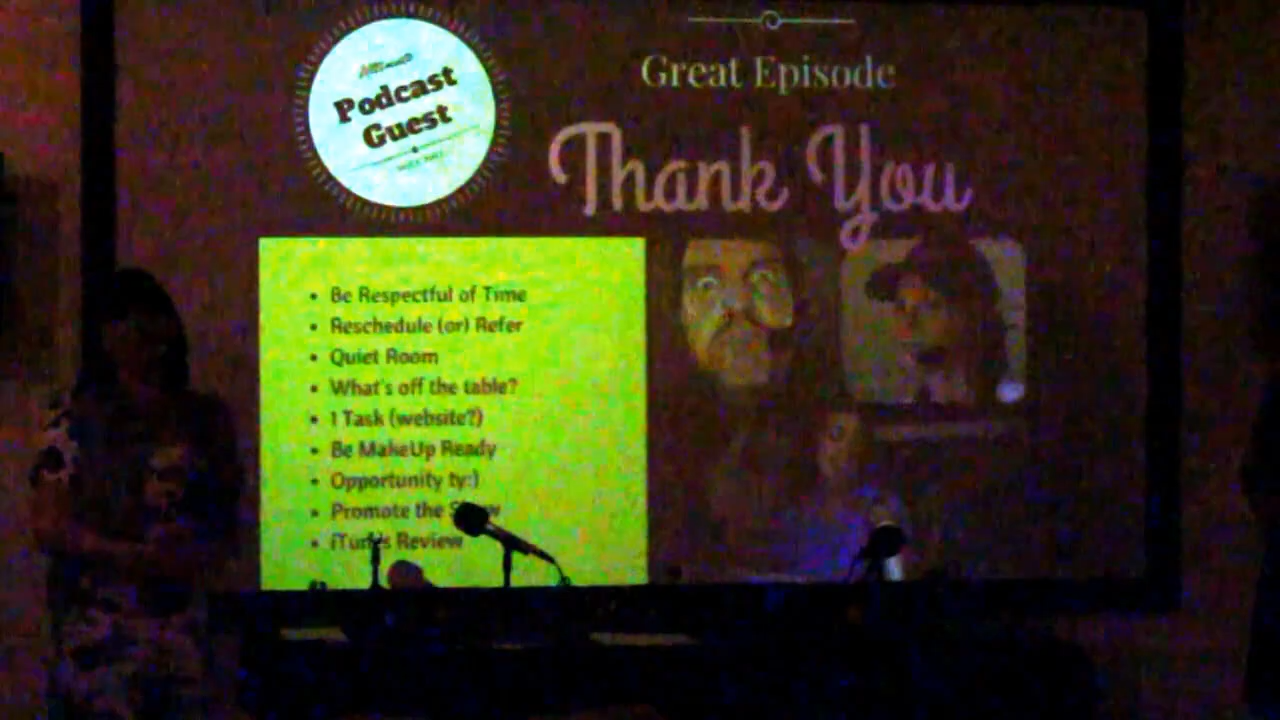 Podcast
Guest
Great Episode
Thank You
• Be Respectful of Time
• Reschedule (or) Refer
• Quiet Room
• What's off the table?
• 1 Task (website?)
• Be MakeUp Ready
• Opportunity ty:)
• Promote the
• iTunes Review